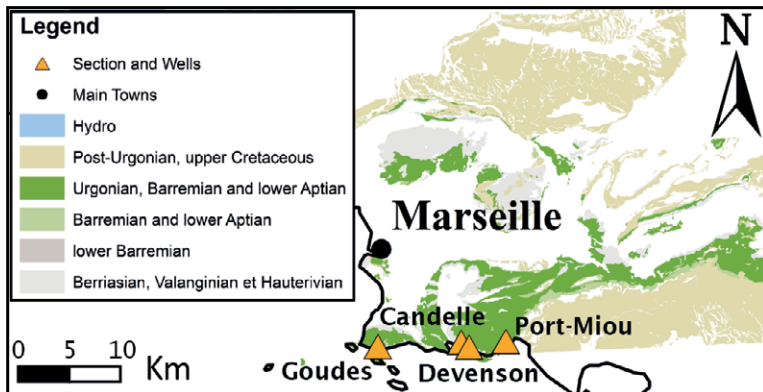 Legend
Section and Wells
Main Towns
Hydro
Post-Urgonian, upper Cretaceous
Urgonian, Barremian and lower Aptian
Barremian and lower Aptian
lower Barremian
Berriasian, Valanginian et Hauterivian
N
Marseille
Candelle
Port-Miou
Goudes
Devenson
0 5 10 Km